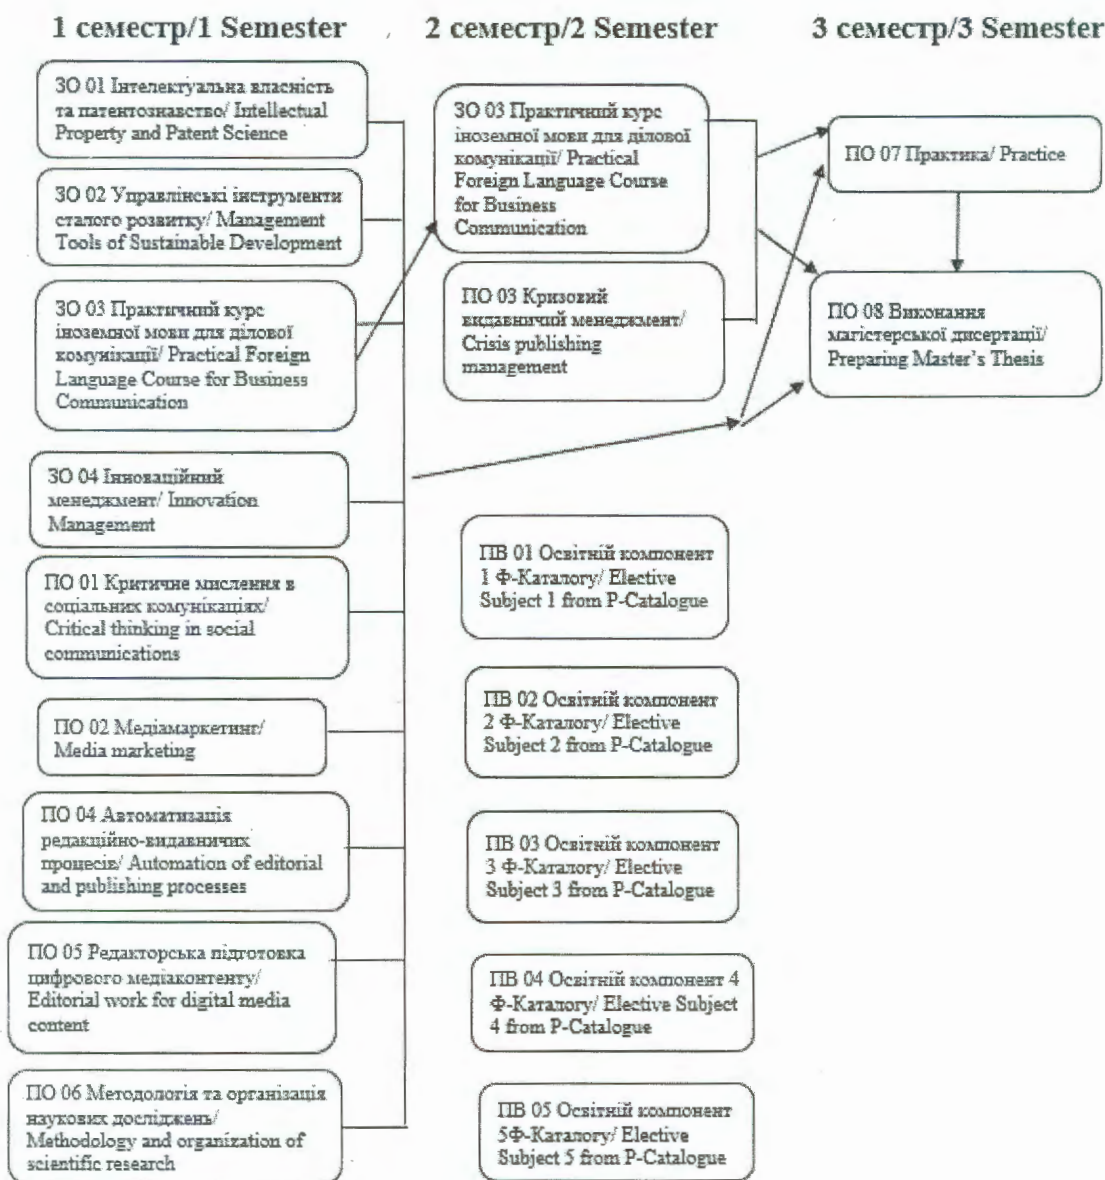 1 семестр/1 Semester
2 семестр/2 Semester
3 семестр/3 Semester
ЗО 01 Інтелектуальна власність
та патентознавство/ Intellectual
Property and Patent Science
ЗО 02 Управлінські інструменти
сталого розвитку/ Management
Tools of Sustainable Development
ЗО 03 Практичний курс
іноземної мови для ділової
комунікації/ Practical Foreign
Language Course for Business
Communication
ЗО 04 Інноваційний
менеджмент/ Innovation
Management
ПО 01 Критичне мислення в
соціальних комунікаціях/
Critical thinking in social
communications
ПО 02 Медіамаркетинг/
Media marketing
ПО 04 Автоматизація
редакційно-видавничих
процесів/ Automation of editorial
and publishing processes
ПО 05 Редакторська підготовка
цифрового медіаконтенту/
Editorial work for digital media
content
ПО 06 Методологія та організація
наукових досліджень/
Methodology and organization of
scientific research
ЗО 03 Практичний курс
іноземної мови для ділової
комунікації/ Practical
Foreign Language Course
for Business
Communication
ПО 03 Кризовий
видавничий менеджмент/
Crisis publishing
management
ПВ 01 Освітній компонент
1 Ф-Каталогу/ Elective
Subject 1 from P-Catalogue
ПВ 02 Освітній компонент
2 Ф-Каталогу/ Elective
Subject 2 from P-Catalogue
ПВ 03 Освітній компонент
3 Ф-Каталогу/ Elective
Subject 3 from P-Catalogue
ПВ 04 Освітній компонент 4
Ф-Каталогу/ Elective Subject
4 from P-Catalogue
ПВ 05 Освітній компонент
5Ф-Каталогу/ Elective
Subject 5 from P-Catalogue
ПО 07 Практика/ Practice
ПО 08 Виконання
магістерської дисертації/
Preparing Master's Thesis